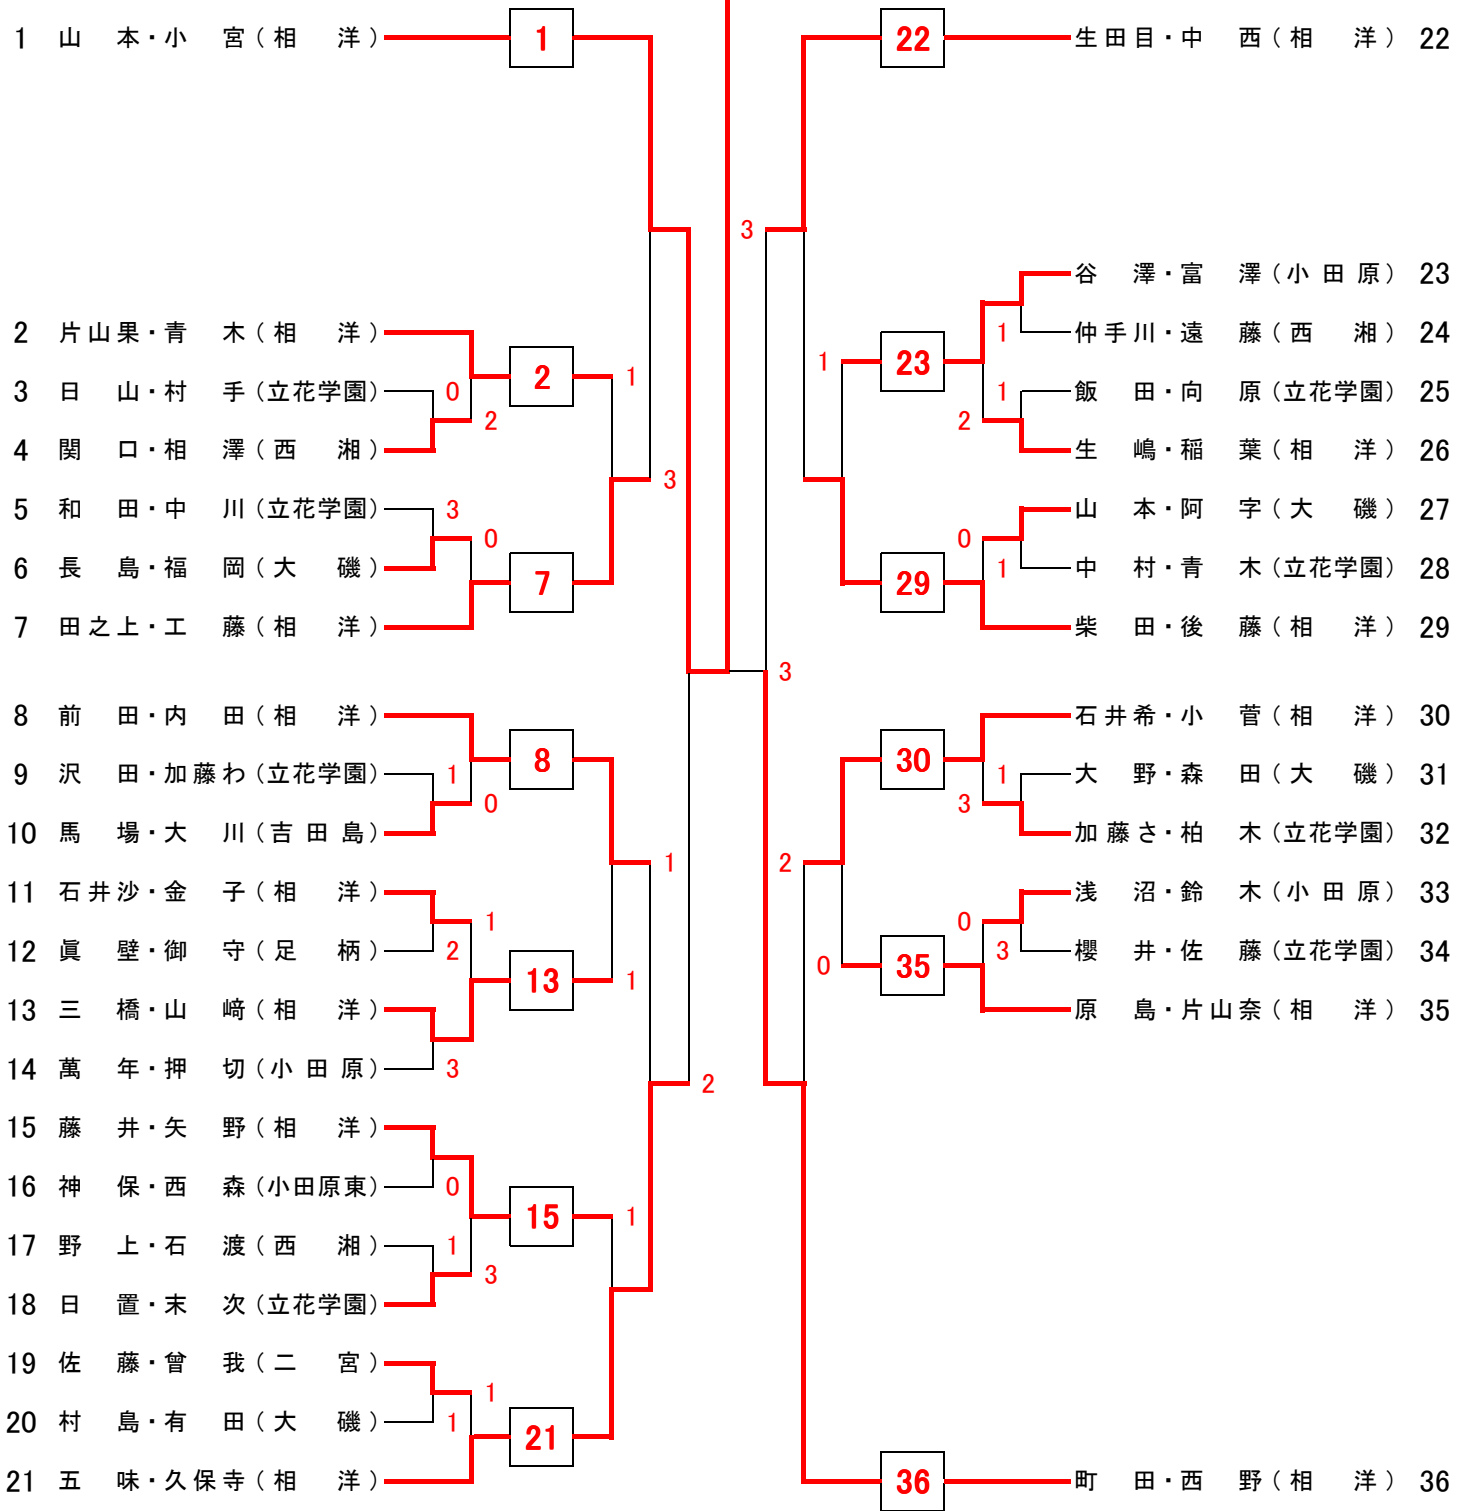 1 山 本・小 宮(相 洋) 1
2 片山果・青 木(相 洋)
3 日 山・村 手(立花学園) 0
4 関 口・相 澤(西 湘) 2
2 1
5 和 田・中 川(立花学園) 3
6 長 島・福 岡(大 磯) 0
7 田之上・工 藤(相 洋)
7 3
8 前 田・内 田(相 洋)
9 沢 田・加藤わ(立花学園) 1
10 馬 場・大 川(吉田島) 0
8 1
11 石井沙・金 子(相 洋) 1
12 眞 壁・御 守(足 柄) 2
13 三 橋・山 﨑(相 洋)
14 萬 年・押 切(小田原) 3
13 1
15 藤 井・矢 野(相 洋)
16 神 保・西 森(小田原東) 0
17 野 上・石 渡(西 湘) 1
18 日 置・末 次(立花学園) 3
15 1
2
19 佐 藤・曾 我(二 宮) 1
20 村 島・有 田(大 磯) 1
21 五 味・久保寺(相 洋)
21
22 生田目・中 西(相 洋) 22
3
谷 澤・富 澤(小田原) 23
1 仲手川・遠 藤(西 湘) 24
1 23
1 飯 田・向 原(立花学園) 25
2 生 嶋・稲 葉(相 洋) 26
山 本・阿 字(大 磯) 27
0
1 中 村・青 木(立花学園) 28
29
柴 田・後 藤(相 洋) 29
3
石井希・小 菅(相 洋) 30
30
1 大 野・森 田(大 磯) 31
3 加藤さ・柏 木(立花学園) 32
2
浅 沼・鈴 木(小田原) 33
0
3 櫻 井・佐 藤(立花学園) 34
0 35
原 島・片山奈(相 洋) 35
36 町 田・西 野(相 洋) 36